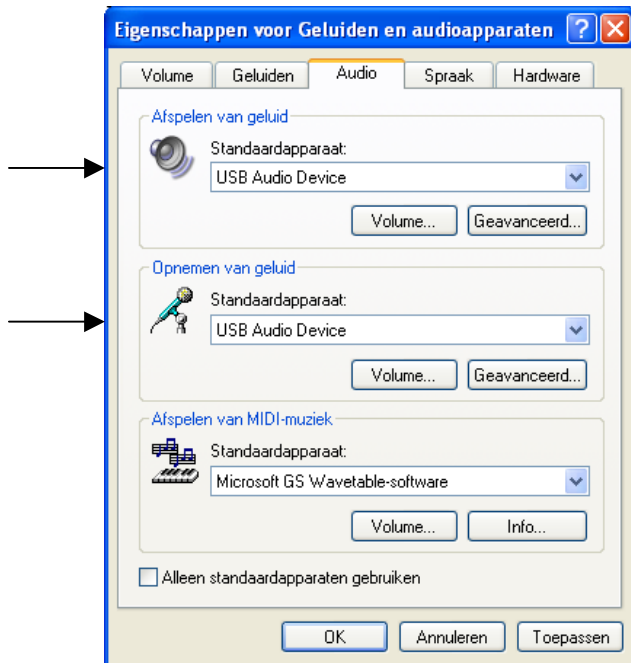 Eigenschappen voor Geluiden en audioapparaten
Volume Geluiden Audio Spraak Hardware
Afspelen van geluid
Standaardapparaat:
USB Audio Device
Volume... Geavanceerd...
Opnemen van geluid
Standaardapparaat:
USB Audio Device
Volume... Geavanceerd...
Afspelen van MIDI-muziek
Standaardapparaat:
Microsoft GS Wavetable-software
Volume... Info...
Alleen standaardapparaten gebruiken
OK Annuleren Toepassen